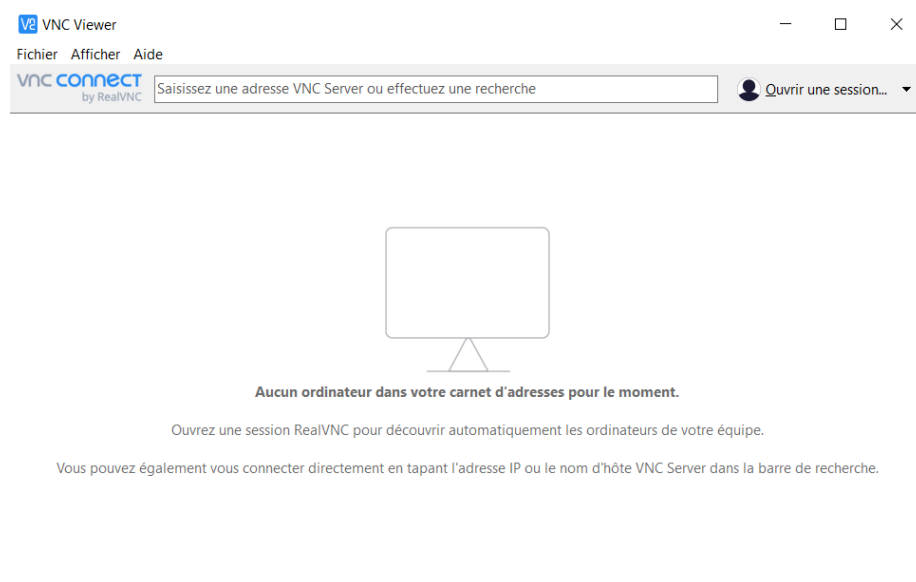 VNC Viewer
Fichier Afficher Aide
vnc connect
by RealVNC
Saisissez une adresse VNC Server ou effectuez une recherche
Ouvrir une session...
Aucun ordinateur dans votre carnet d'adresses pour le moment.
Ouvrez une session RealVNC pour découvrir automatiquement les ordinateurs de votre équipe.
Vous pouvez également vous connecter directement en tapant l'adresse IP ou le nom d'hôte VNC Server dans la barre de recherche.